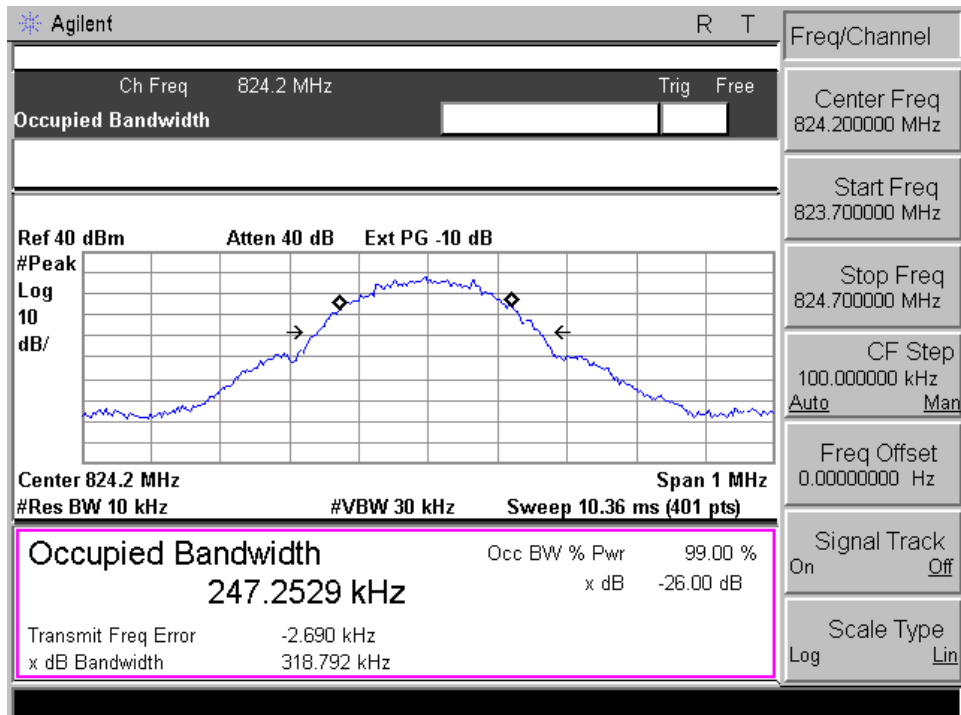 Agilent R T
Ch Freq 824.2 MHz Trig Free
Occupied Bandwidth
Ref 40 dBm Atten 40 dB Ext PG -10 dB
#Peak
Log
10
dB/
Center 824.2 MHz Span 1 MHz
#Res BW 10 kHz #VBW 30 kHz Sweep 10.36 ms (401 pts)
Occupied Bandwidth Occ BW % Pwr 99.00 %
247.2529 kHz x dB -26.00 dB
Transmit Freq Error -2.690 kHz
x dB Bandwidth 318.792 kHz
Freq/Channel
Center Freq
824.200000 MHz
Start Freq
823.700000 MHz
Stop Freq
824.700000 MHz
CF Step
100.000000 kHz
Auto Man
Freq Offset
0.00000000 Hz
Signal Track
On Off
Scale Type
Log Lin